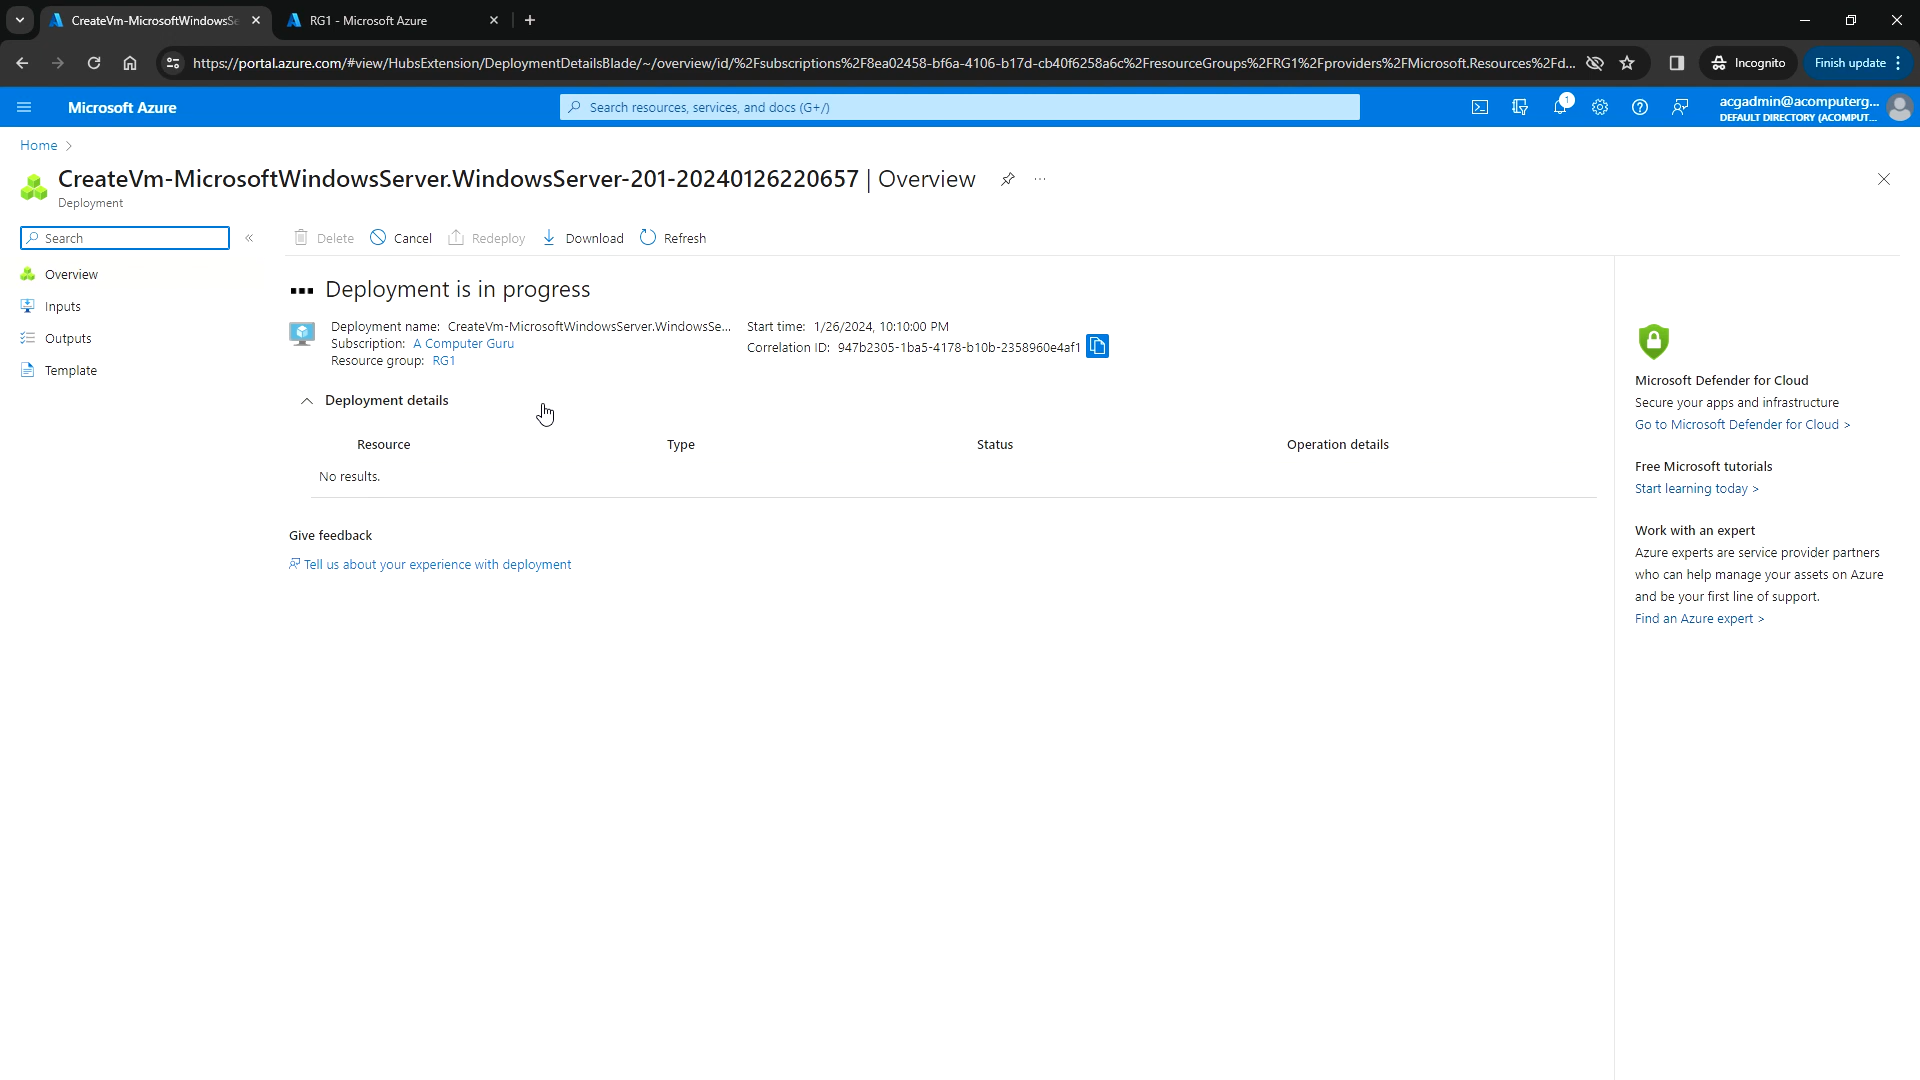 CreateVm-MicrosoftWindowsSe
RG1 - Microsoft Azure
https://portal.azure.com/#view/HubsExtension/DeploymentDetailsBlade/~/overview/id/%2Fsubscriptions%2F8ea02458-bf6a-4106-b17d-cb40f6258a6c%2FresourceGroups%2FRG1%2Fproviders%2FMicrosoft.Resources%2Fd...
Incognito
Finish update
Microsoft Azure
Search resources, services, and docs (G+/)
1
acgadmin@acomputerg...
DEFAULT DIRECTORY (ACOMPUT...
Home
CreateVm-MicrosoftWindowsServer.WindowsServer-201-20240126220657 | Overview
Deployment
Search
Delete
Cancel
Redeploy
Download
Refresh
Overview
Inputs
Outputs
Template
Deployment is in progress
Deployment name: CreateVm-MicrosoftWindowsServer.WindowsSe...
Subscription: A Computer Guru
Resource group: RG1
Start time: 1/26/2024, 10:10:00 PM
Correlation ID: 947b2305-1ba5-4178-b10b-2358960e4af1
Deployment details
Resource
Type
Status
Operation details
No results.
Give feedback
Tell us about your experience with deployment
Microsoft Defender for Cloud
Secure your apps and infrastructure
Go to Microsoft Defender for Cloud >
Free Microsoft tutorials
Start learning today >
Work with an expert
Azure experts are service provider partners
who can help manage your assets on Azure
and be your first line of support.
Find an Azure expert >